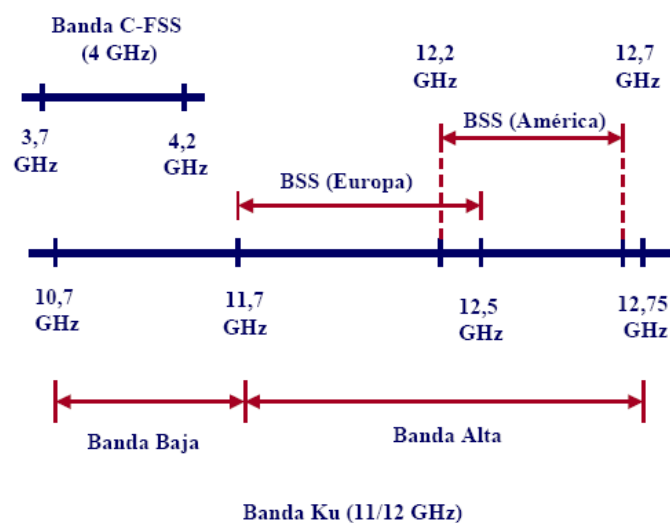 Banda C-FSS
(4 GHz)
3,7
GHz
4,2
GHz
12,2
GHz
12,7
GHz
BSS (América)
BSS (Europa)
10,7
GHz
11,7
GHz
12,5
GHz
12,75
GHz
Banda Baja
Banda Alta
Banda Ku (11/12 GHz)